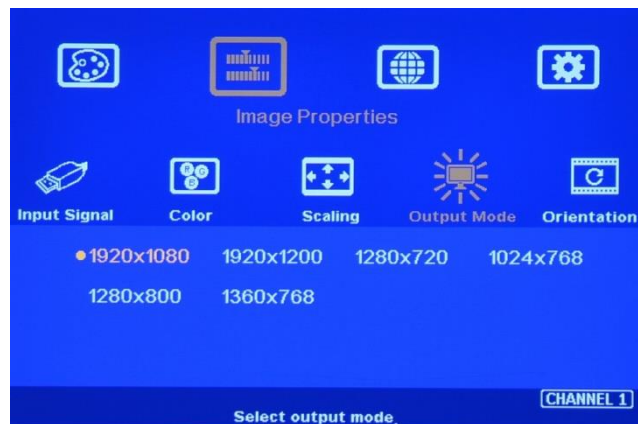 Image Properties
R G B
Input Signal Color Scaling Output Mode Orientation
1920x1080 1920x1200 1280x720 1024x768
1280x800 1360x768
CHANNEL 1
Select output mode